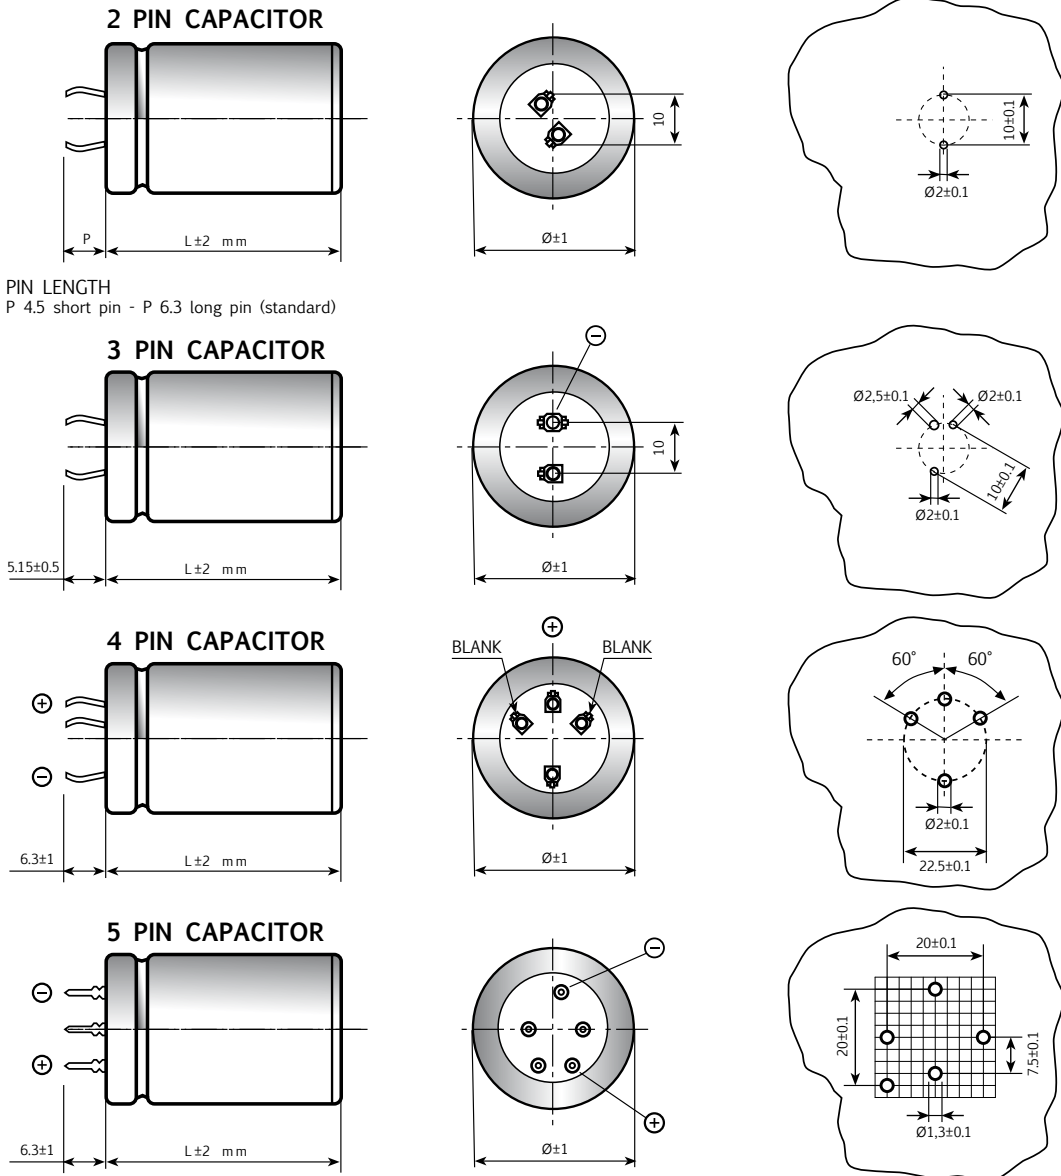 2 PIN CAPACITOR
10
10±0.1
Ø2±0.1
P
L±2 mm
Ø±1
PIN LENGTH
P 4.5 short pin - P 6.3 long pin (standard)
3 PIN CAPACITOR
−
10
Ø2,5±0.1
Ø2±0.1
10±0.1
Ø2±0.1
5.15±0.5
L±2 mm
Ø±1
4 PIN CAPACITOR
+
BLANK
BLANK
60°
60°
+
−
Ø2±0.1
22.5±0.1
6.3±1
L±2 mm
Ø±1
5 PIN CAPACITOR
−
+
−
+
20±0.1
20±0.1
7.5±0.1
Ø1,3±0.1
6.3±1
L±2 mm
Ø±1